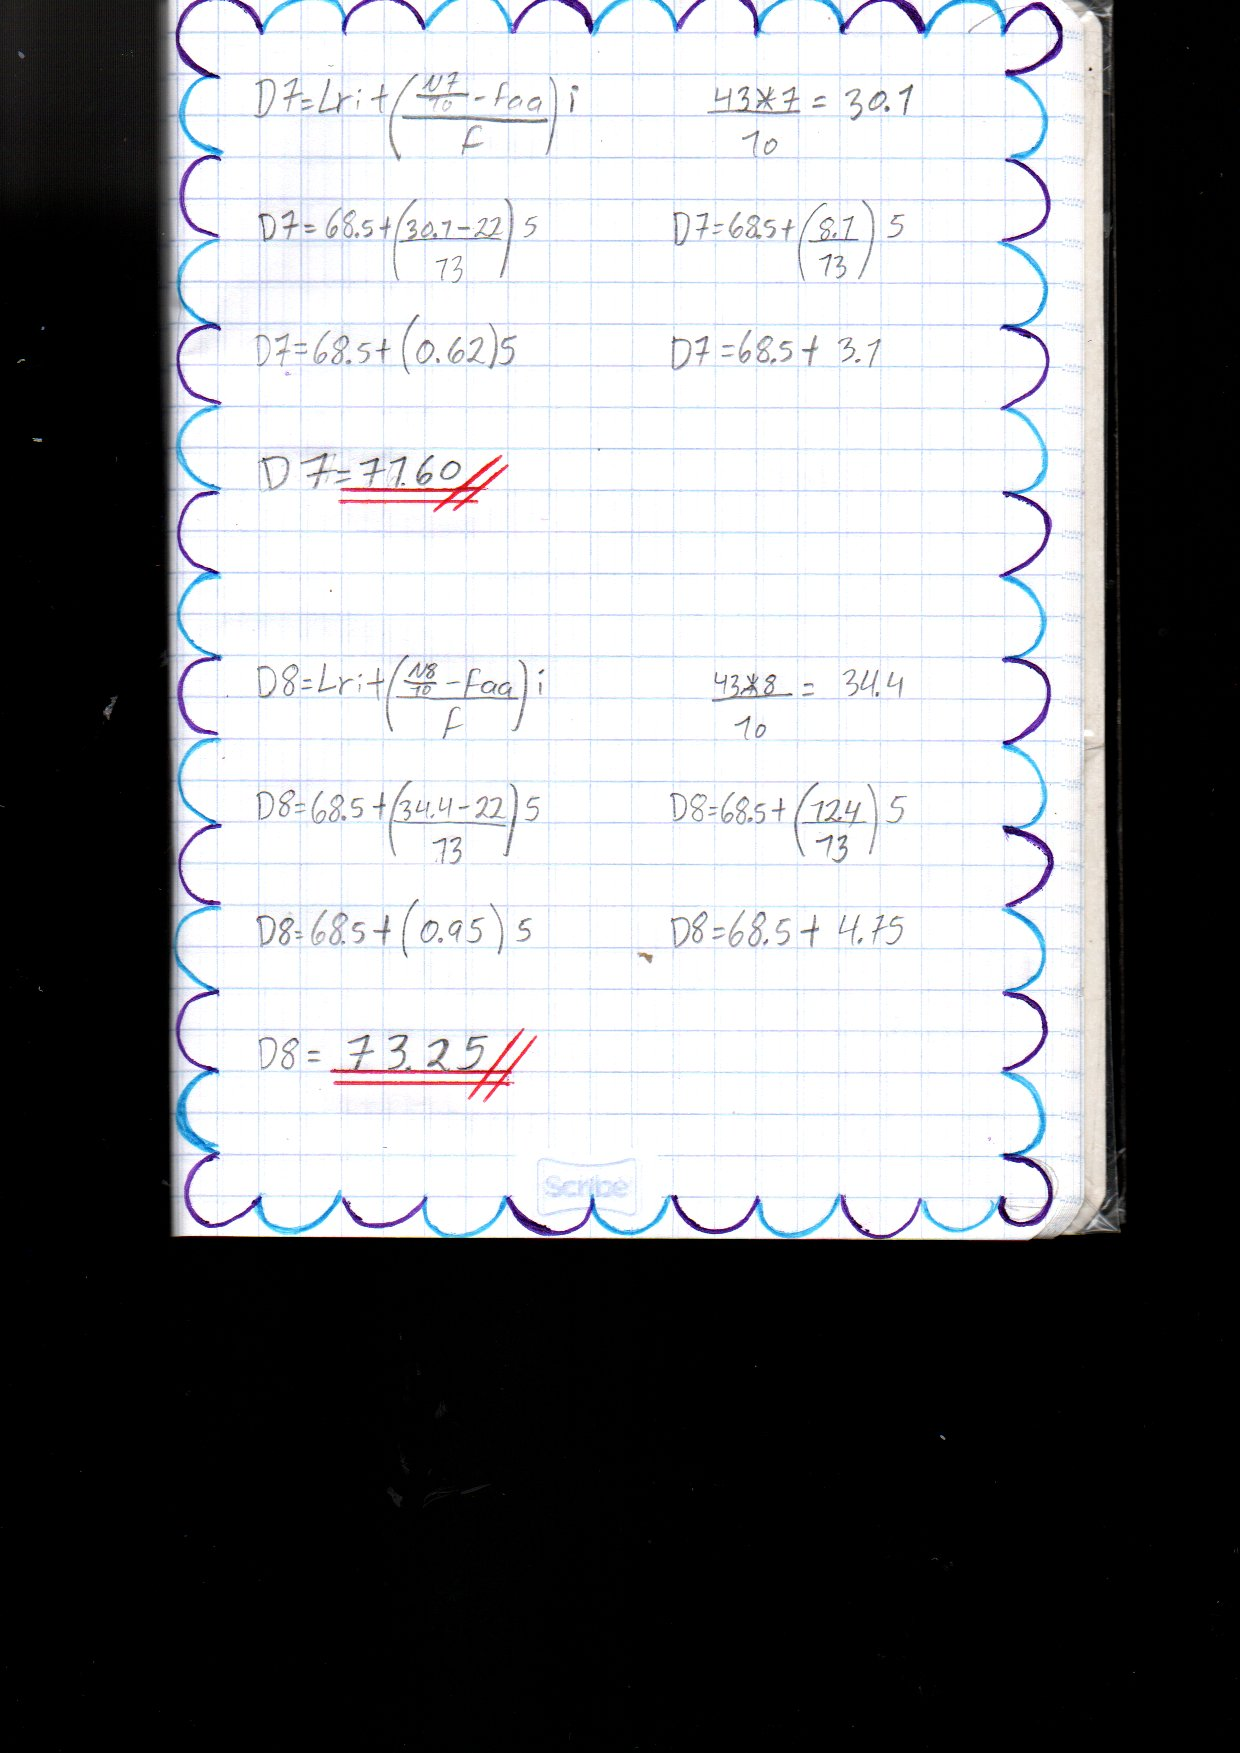 D7=Lri+((N7/10 -faa)/f) i    43*7/10 = 30.1
D7=68.5+((30.1-22)/13) 5    D7=68.5+(8.1/13) 5
D7=68.5+(0.62)5    D7=68.5+ 3.1
D7=71.60
D8=Lri+((N8/10 -faa)/f) i    43*8/10 = 34.4
D8=68.5+((34.4-22)/13) 5    D8=68.5+(12.4/13) 5
D8=68.5+(0.95) 5    D8=68.5+ 4.75
D8= 73.25
Scribe